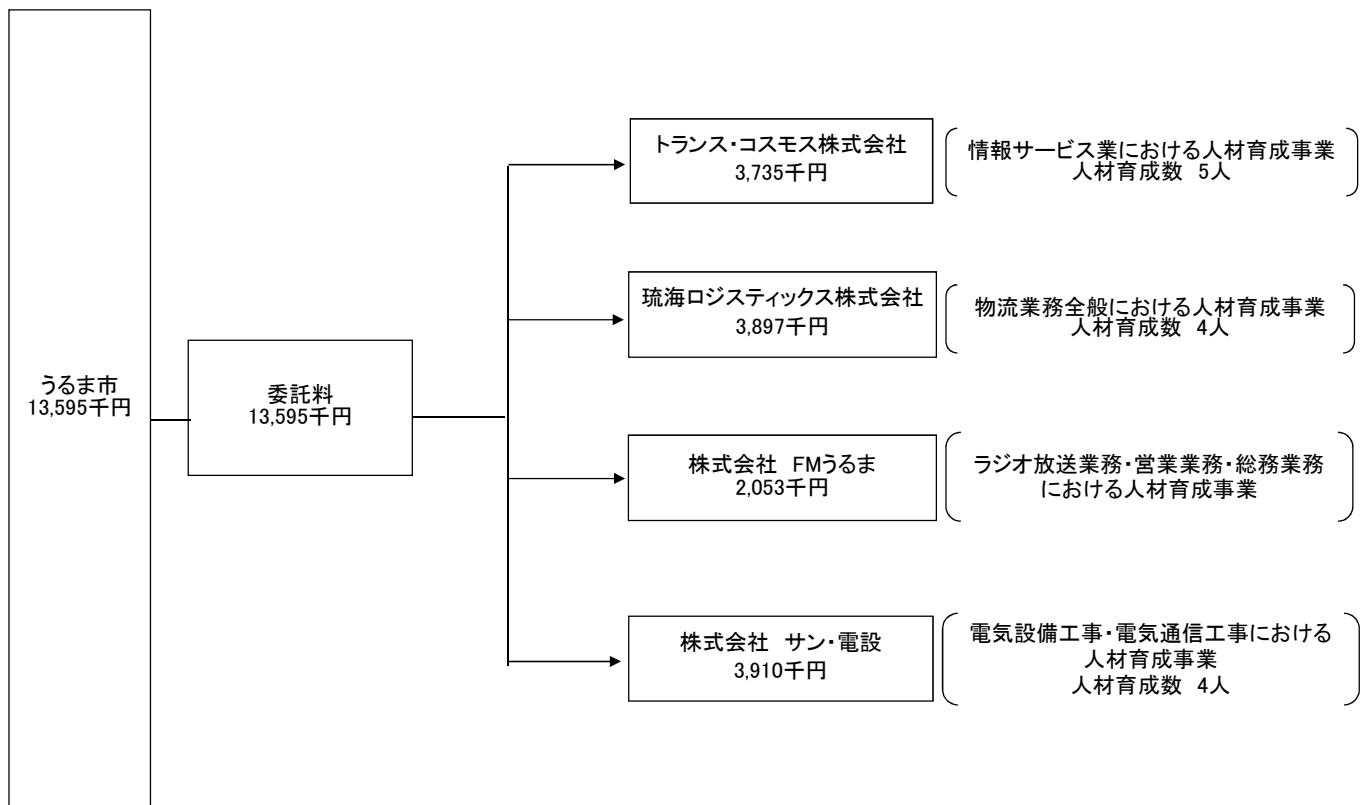 うるま市
13,595千円
委託料
13,595千円
トランス・コスモス株式会社
3,735千円
情報サービス業における人材育成事業
人材育成数 5人
琉海ロジスティックス株式会社
3,897千円
物流業務全般における人材育成事業
人材育成数 4人
株式会社 FMうるま
2,053千円
ラジオ放送業務・営業業務・総務業務
における人材育成事業
株式会社 サン・電設
3,910千円
電気設備工事・電気通信工事における
人材育成事業
人材育成数 4人